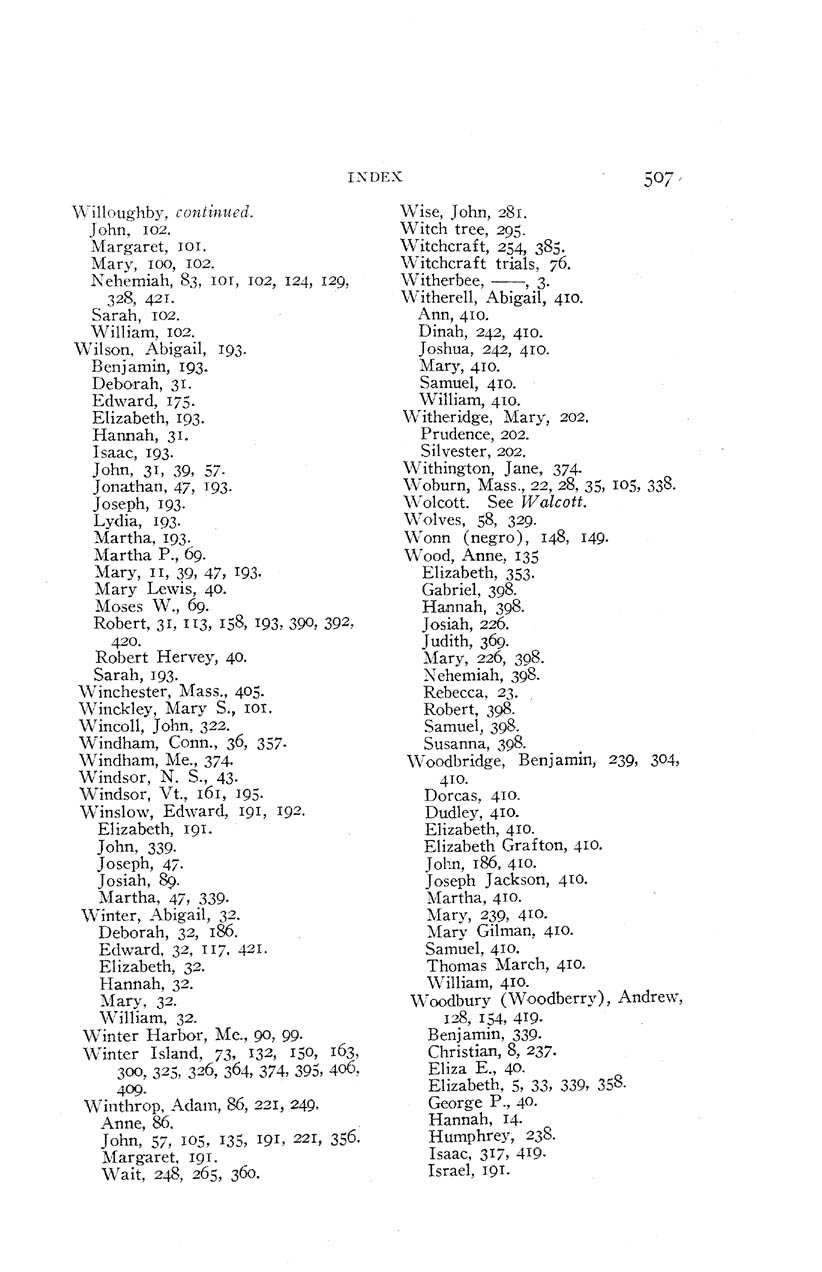 INDEX 507
Willoughby, continued.
John, 102.
Margaret, 101.
Mary, 100, 102.
Nehemiah, 83, 101, 102, 124, 129,
328, 421.
Sarah, 102.
William, 102.
Wilson, Abigail, 193.
Benjamin, 193.
Deborah, 31.
Edward, 175.
Elizabeth, 193.
Hannah, 31.
Isaac, 193.
John, 31, 39, 57.
Jonathan, 47, 193.
Joseph, 193.
Lydia, 193.
Martha, 193.
Martha P., 69.
Mary, 11, 39, 47, 193.
Mary Lewis, 40.
Moses W., 69.
Robert, 31, 113, 158, 193, 390, 392,
420.
Robert Hervey, 40.
Sarah, 193.
Winchester, Mass., 405.
Winckley, Mary S., 101.
Wincoll, John, 322.
Windham, Conn., 36, 357.
Windham, Me., 374.
Windsor, N. S., 43.
Windsor, Vt., 161, 195.
Winslow, Edward, 191, 192.
Elizabeth, 191.
John, 339.
Joseph, 47.
Josiah, 89.
Martha, 47, 339.
Winter, Abigail, 32.
Deborah, 32, 186.
Edward, 32, 117, 421.
Elizabeth, 32.
Hannah, 32.
Mary, 32.
William, 32.
Winter Harbor, Me., 90, 99.
Winter Island, 73, 132, 150, 163,
300, 325, 326, 364, 374, 395, 406,
409.
Winthrop, Adam, 86, 221, 249.
Anne, 86.
John, 57, 105, 135, 191, 221, 356.
Margaret, 191.
Wait, 248, 265, 360.
Wise, John, 281.
Witch tree, 295.
Witchcraft, 254, 385.
Witchcraft trials, 76.
Witherbee, ——, 3.
Witherell, Abigail, 410.
Ann, 410.
Dinah, 242, 410.
Joshua, 242, 410.
Mary, 410.
Samuel, 410.
William, 410.
Witheridge, Mary, 202.
Prudence, 202.
Silvester, 202.
Withington, Jane, 374.
Woburn, Mass., 22, 28, 35, 105, 338.
Wolcott. See Walcott.
Wolves, 58, 329.
Wonn (negro), 148, 149.
Wood, Anne, 135
Elizabeth, 353.
Gabriel, 398.
Hannah, 398.
Josiah, 226.
Judith, 369.
Mary, 226, 398.
Nehemiah, 398.
Rebecca, 23.
Robert, 398.
Samuel, 398.
Susanna, 398.
Woodbridge, Benjamin, 239, 304,
410.
Dorcas, 410.
Dudley, 410.
Elizabeth, 410.
Elizabeth Grafton, 410.
John, 186, 410.
Joseph Jackson, 410.
Martha, 410.
Mary, 239, 410.
Mary Gilman, 410.
Samuel, 410.
Thomas March, 410.
William, 410.
Woodbury (Woodberry), Andrew,
128, 154, 419.
Benjamin, 339.
Christian, 8, 237.
Eliza E., 40.
Elizabeth, 5, 33, 339, 358.
George P., 40.
Hannah, 14.
Humphrey, 238.
Isaac, 317, 419.
Israel, 191.